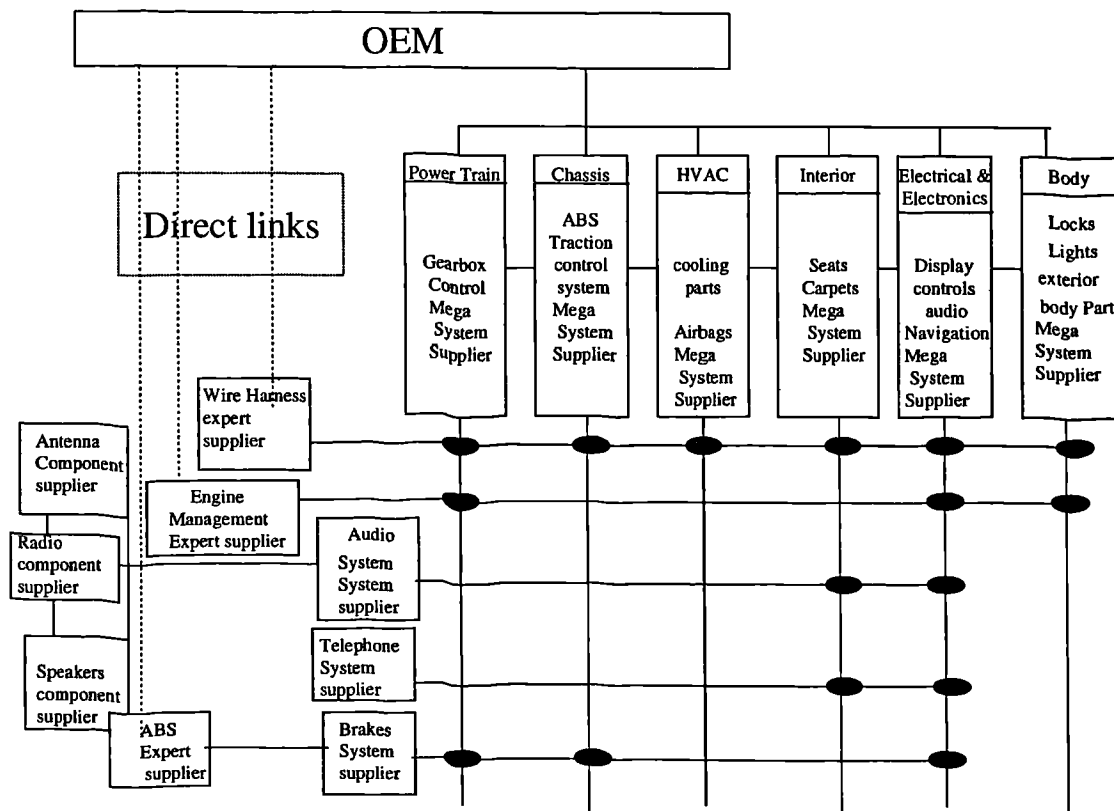 OEM
Direct links
Power Train
Gearbox
Control
Mega
System
Supplier
Chassis
ABS
Traction
control
system
Mega
System
Supplier
HVAC
cooling
parts
Airbags
Mega
System
Supplier
Interior
Seats
Carpets
Mega
System
Supplier
Electrical &
Electronics
Display
controls
audio
Navigation
Mega
System
Supplier
Body
Locks
Lights
exterior
body Part
Mega
System
Supplier
Wire Harness
expert
supplier
Antenna
Component
supplier
Engine
Management
Expert supplier
Radio
component
supplier
Audio
System
System
supplier
Speakers
component
supplier
Telephone
System
supplier
ABS
Expert
supplier
Brakes
System
supplier